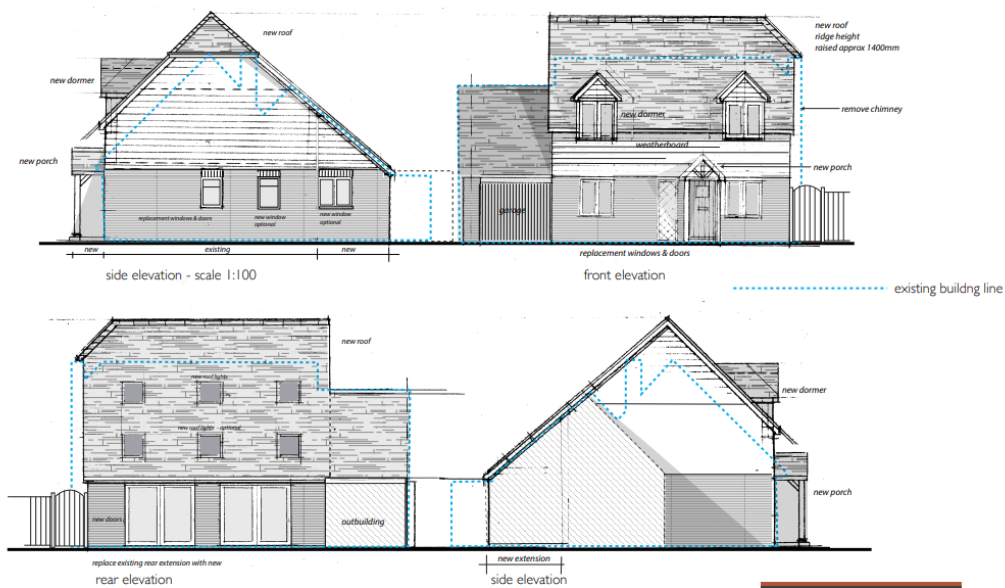 new roof
new dormer
new porch
replacement windows & doors
new window
optional
new window
optional
new
existing
new
side elevation - scale 1:100
new roof
ridge height
raised approx 1400mm
remove chimney
new dormer
weatherboard
new porch
garage
replacement windows & doors
front elevation
existing buildng line
new roof
new roof lights
new roof lights - optional
new doors
outbuilding
replace existing rear extension with new
rear elevation
new dormer
new porch
new extension
side elevation